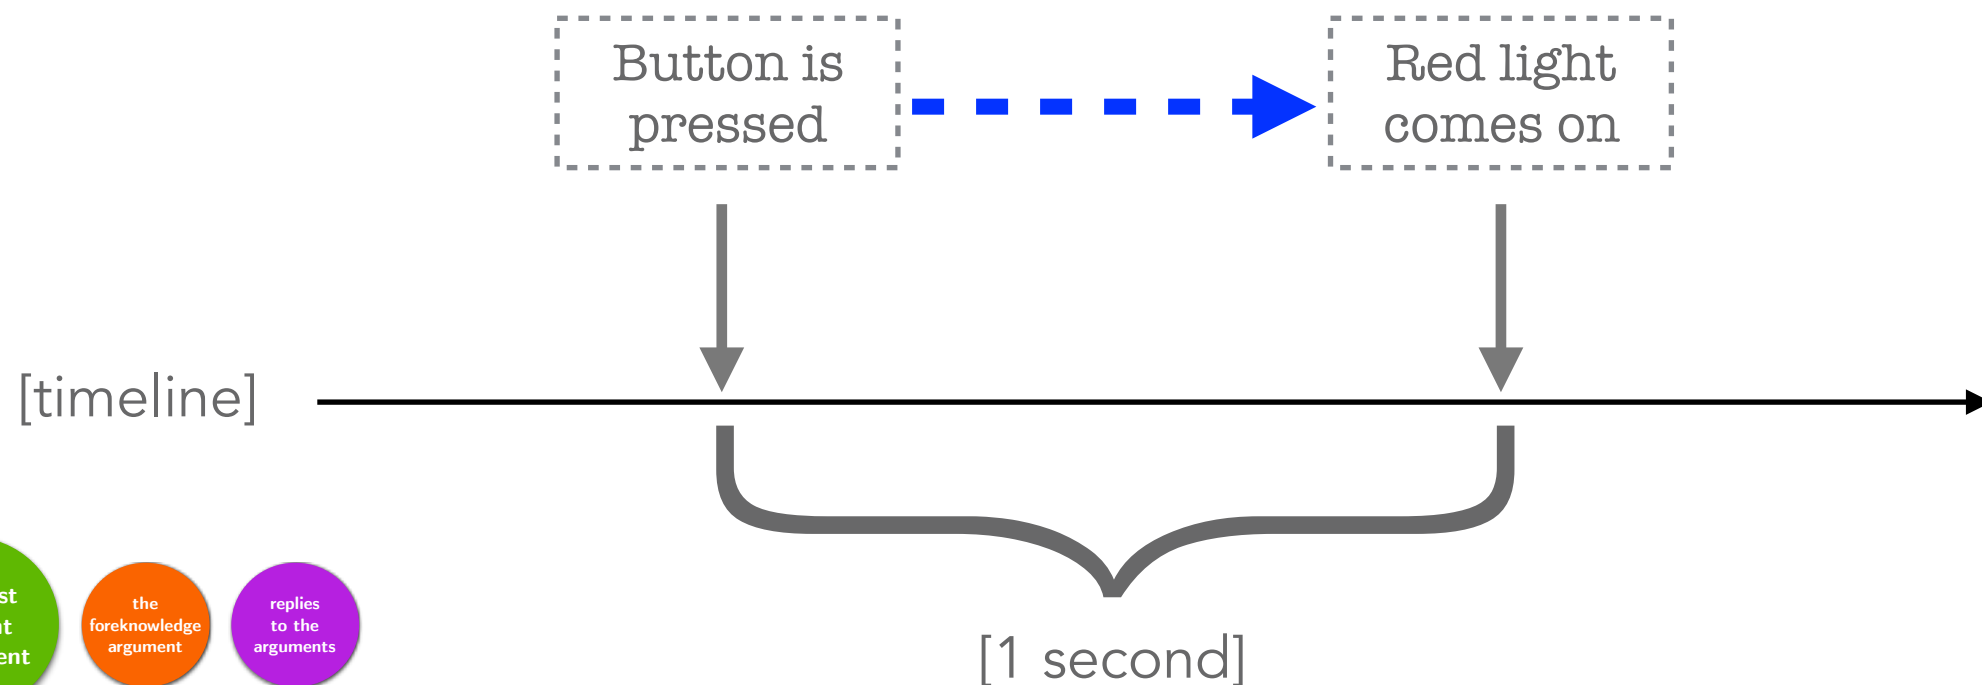 Button is
pressed
Red light
comes on
[timeline]
the
foreknowledge
argument
replies
to the
arguments
[1 second]